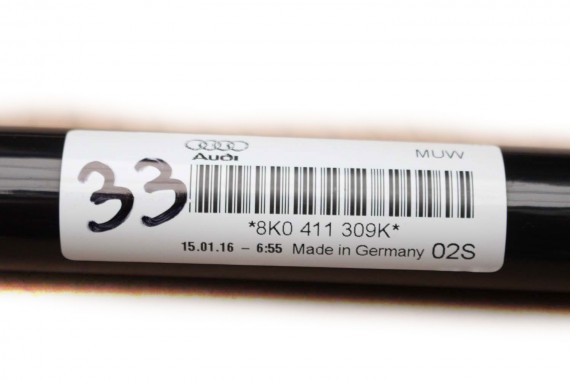 33
Audi MUW
*8K0 411 309K*
15.01.16 - 6:55 Made in Germany 02S